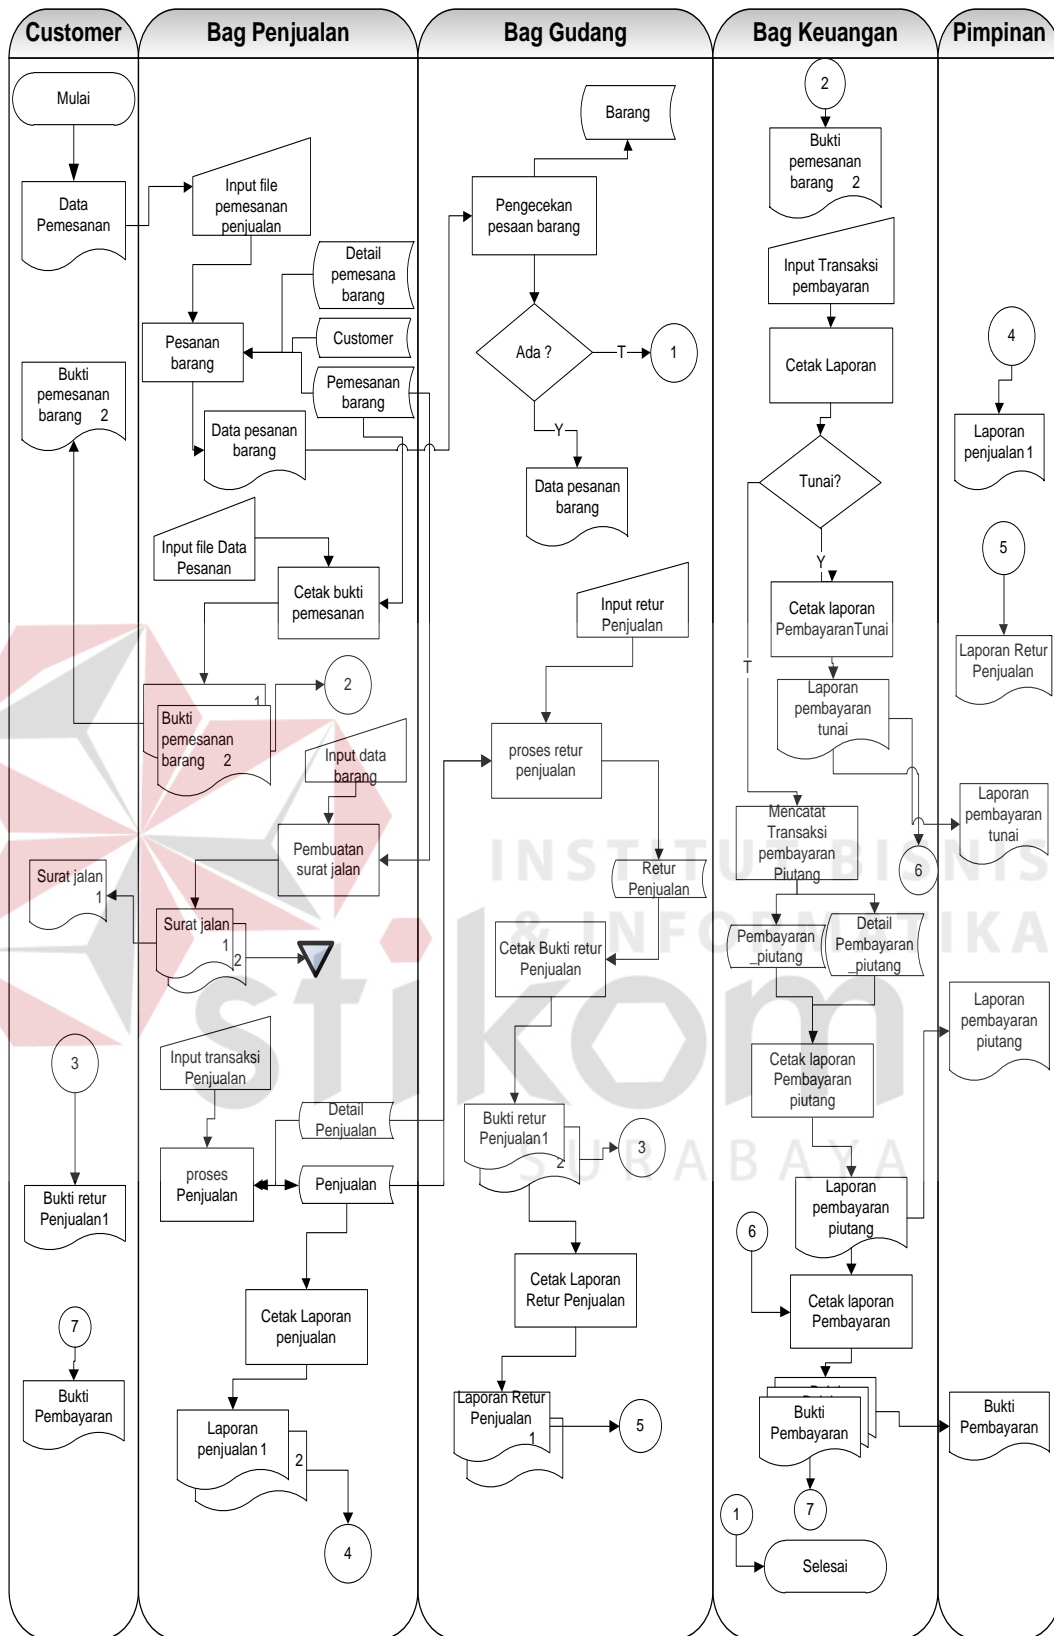 Customer
Bag Penjualan
Bag Gudang
Bag Keuangan
Pimpinan
Mulai
Data
Pemesanan
Bukti
pemesanan
barang 2
Surat jalan
1
3
Bukti retur
Penjualan1
7
Bukti
Pembayaran
Input file
pemesanan
penjualan
Detail
pemesana
barang
Customer
Pesanan
barang
Pemesanan
barang
Data pesanan
barang
Input file Data
Pesanan
Cetak bukti
pemesanan
1
Bukti
pemesanan
barang 2
2
Input data
barang
Pembuatan
surat jalan
Surat jalan
1
2
Input transaksi
Penjualan
Detail
Penjualan
proses
Penjualan
Penjualan
Cetak Laporan
penjualan
Laporan
penjualan 1
2
4
Barang
Pengecekan
pesaan barang
Ada ?
T
1
Y
Data pesanan
barang
Input retur
Penjualan
proses retur
penjualan
Retur
Penjualan
Cetak Bukti retur
Penjualan
Bukti retur
Penjualan1
2
3
Cetak Laporan
Retur Penjualan
Laporan Retur
Penjualan
1
5
2
Bukti
pemesanan
barang 2
Input Transaksi
pembayaran
Cetak Laporan
Tunai?
Y
T
Cetak laporan
PembayaranTunai
Laporan
pembayaran
tunai
Mencatat
Transaksi
pembayaran
Piutang
6
Pembayaran
_piutang
Detail
Pembayaran
_piutang
Cetak laporan
Pembayaran
piutang
Laporan
pembayaran
piutang
6
Cetak laporan
Pembayaran
Bukti
Pembayaran
7
1
Selesai
4
Laporan
penjualan 1
5
Laporan Retur
Penjualan
Laporan
pembayaran
tunai
Laporan
pembayaran
piutang
Bukti
Pembayaran
INSTITUT BISNIS
& INFORMATIKA
stikom
SURABAYA